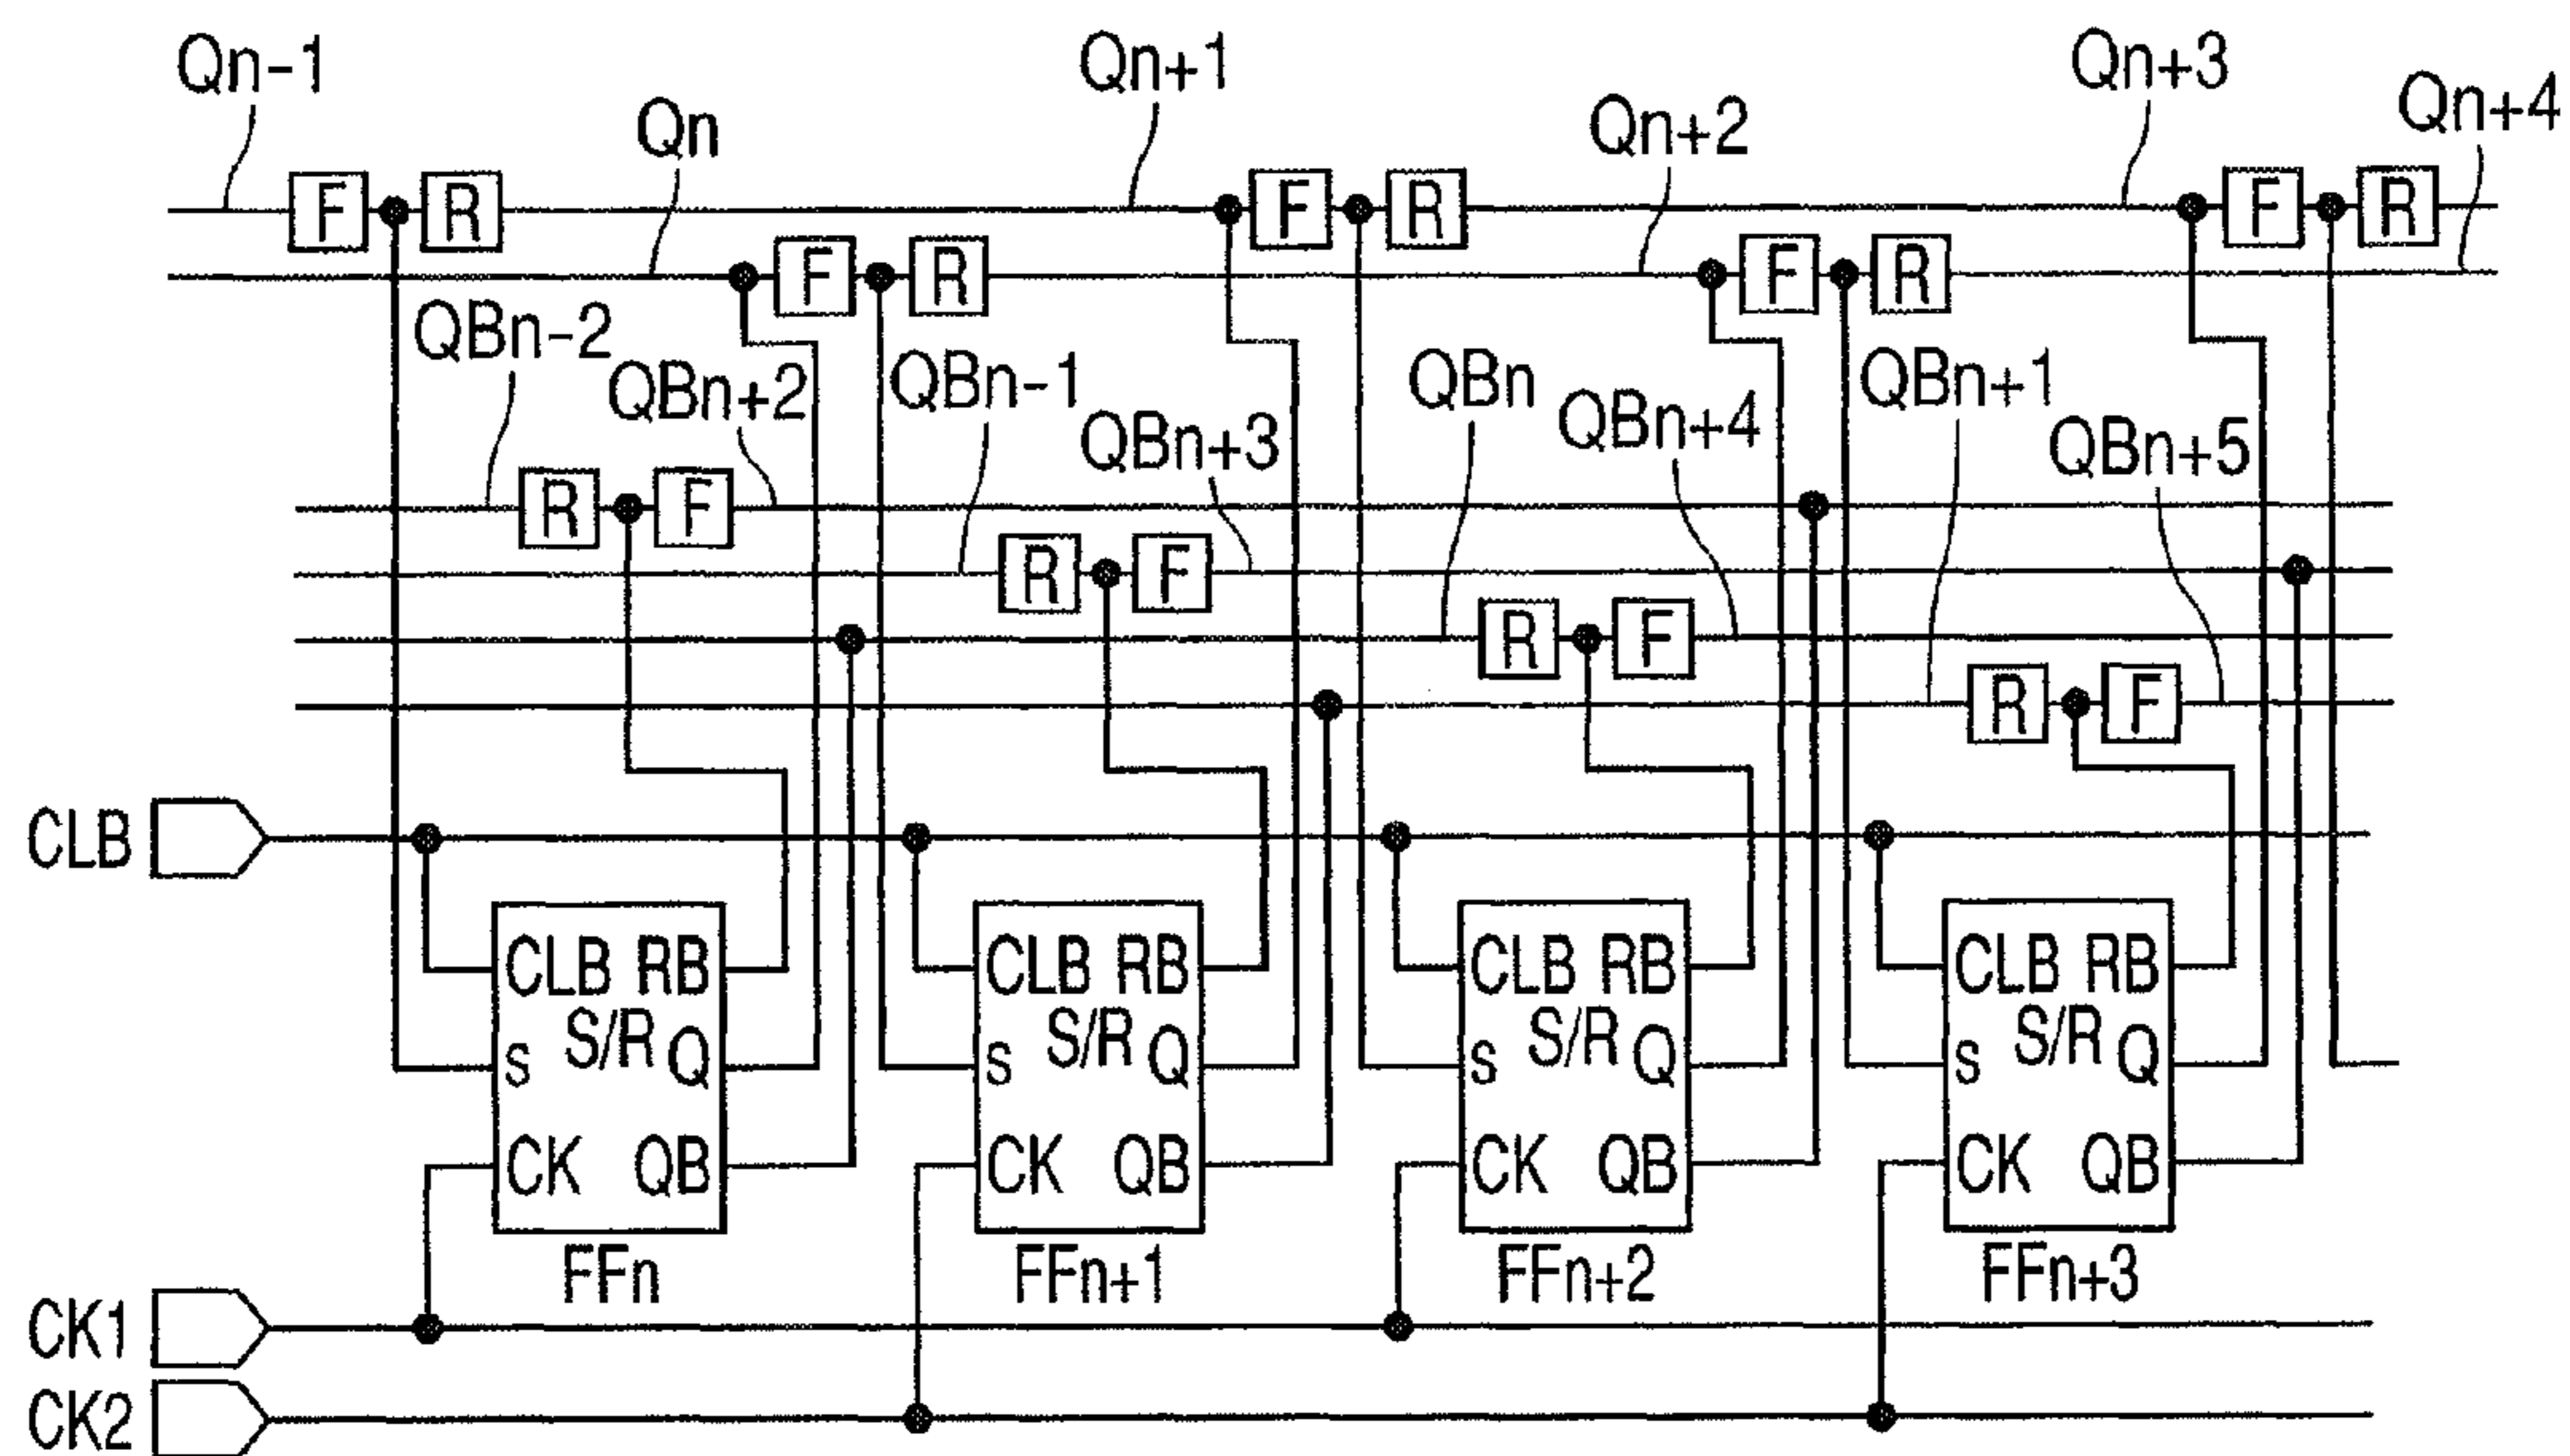 Qn-1
Qn+1
Qn+3
Qn
Qn+2
Qn+4
F R F R F R
F R F R
QBn-2
QBn+2
QBn-1
QBn+3
QBn
QBn+4
QBn+1
QBn+5
R F
R F
R F
R F
CLB
CLB RB CLB RB CLB RB CLB RB
S/R S/R S/R S/R
S Q S Q S Q S Q
CK QB CK QB CK QB CK QB
FFn FFn+1 FFn+2 FFn+3
CK1
CK2